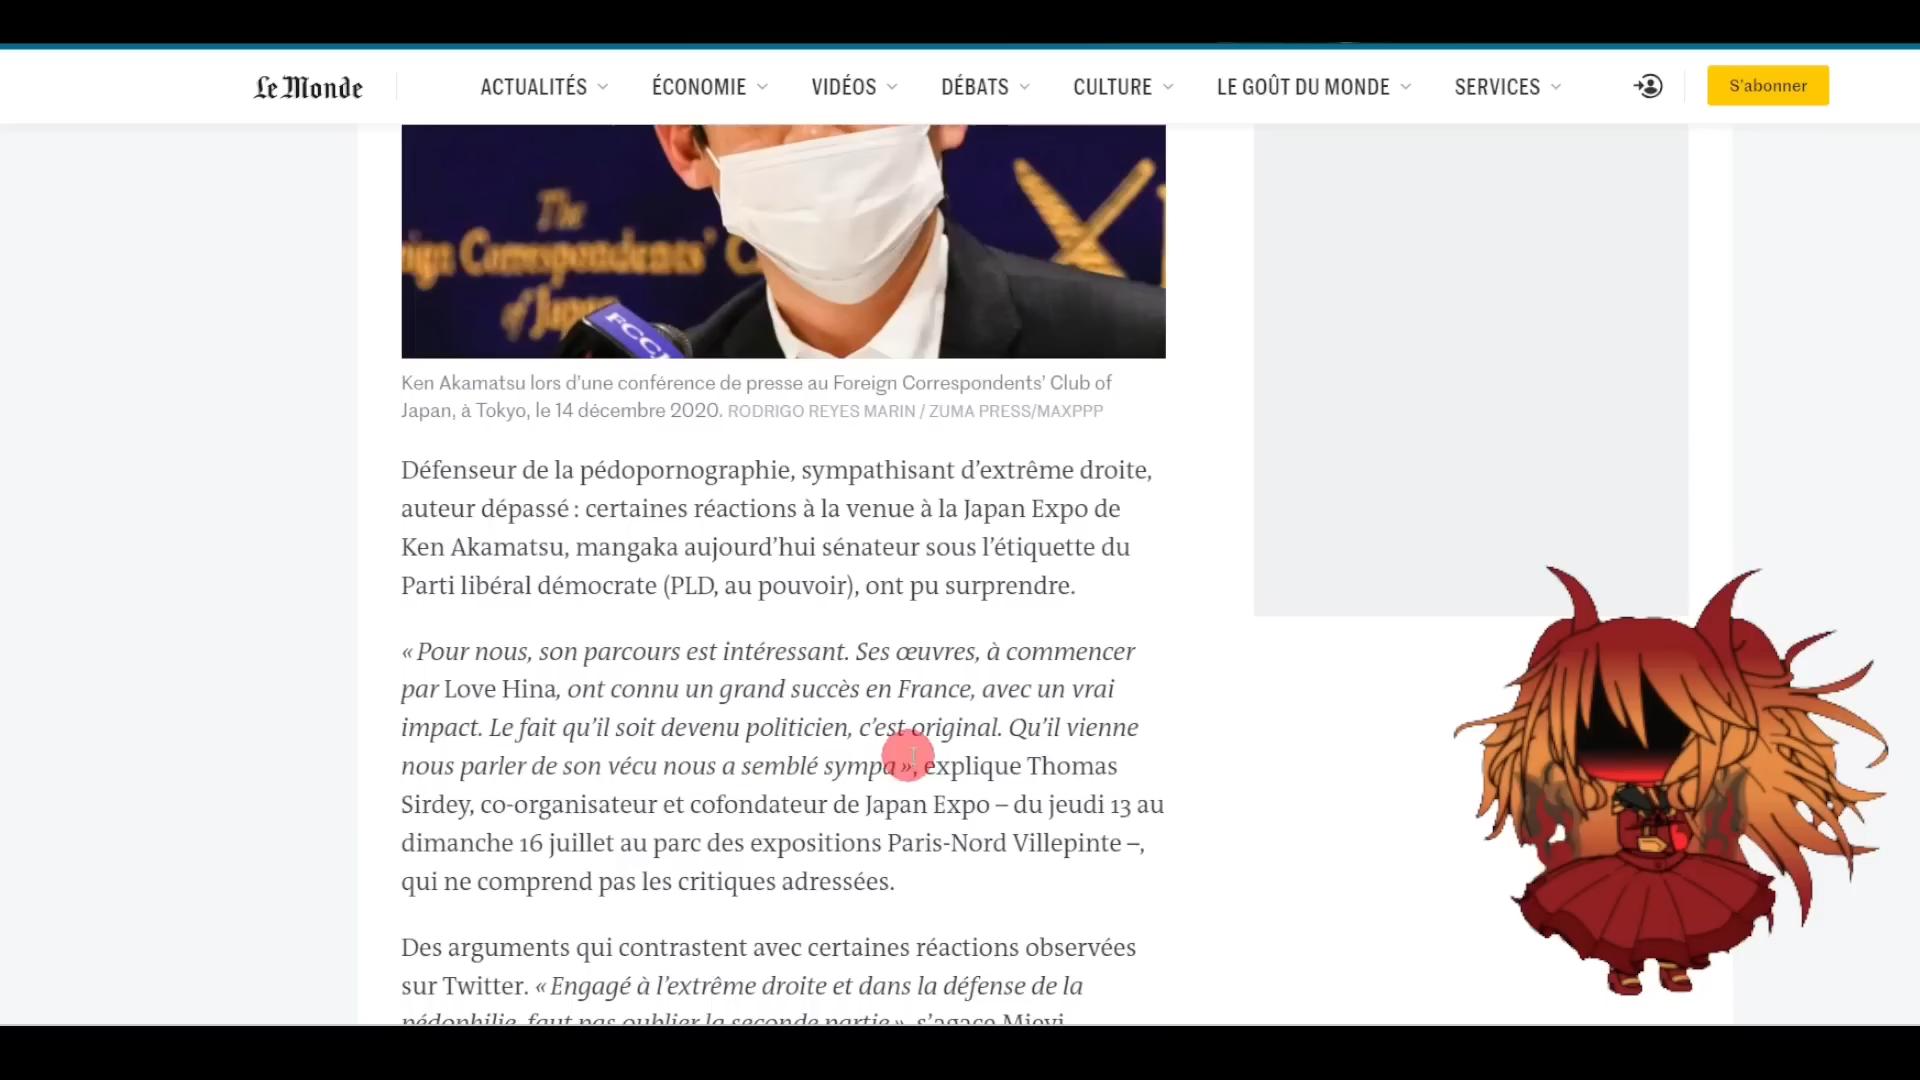 Le Monde
ACTUALITÉS
ÉCONOMIE
VIDÉOS
DÉBATS
CULTURE
LE GOÛT DU MONDE
SERVICES
S'abonner
The
ign Correspondents' C
of Japan
FCCJ
Ken Akamatsu lors d'une conférence de presse au Foreign Correspondents' Club of
Japan, à Tokyo, le 14 décembre 2020. RODRIGO REYES MARIN / ZUMA PRESS/MAXPPP
Défenseur de la pédopornographie, sympathisant d'extrême droite,
auteur dépassé : certaines réactions à la venue à la Japan Expo de
Ken Akamatsu, mangaka aujourd'hui sénateur sous l'étiquette du
Parti libéral démocrate (PLD, au pouvoir), ont pu surprendre.
« Pour nous, son parcours est intéressant. Ses œuvres, à commencer
par Love Hina, ont connu un grand succès en France, avec un vrai
impact. Le fait qu'il soit devenu politicien, c'est original. Qu'il vienne
nous parler de son vécu nous a semblé sympa », explique Thomas
Sirdey, co-organisateur et cofondateur de Japan Expo – du jeudi 13 au
dimanche 16 juillet au parc des expositions Paris-Nord Villepinte –,
qui ne comprend pas les critiques adressées.
Des arguments qui contrastent avec certaines réactions observées
sur Twitter. « Engagé à l'extrême droite et dans la défense de la
pédophilie, faut pas oublier la seconde partie », s'agace Mievi